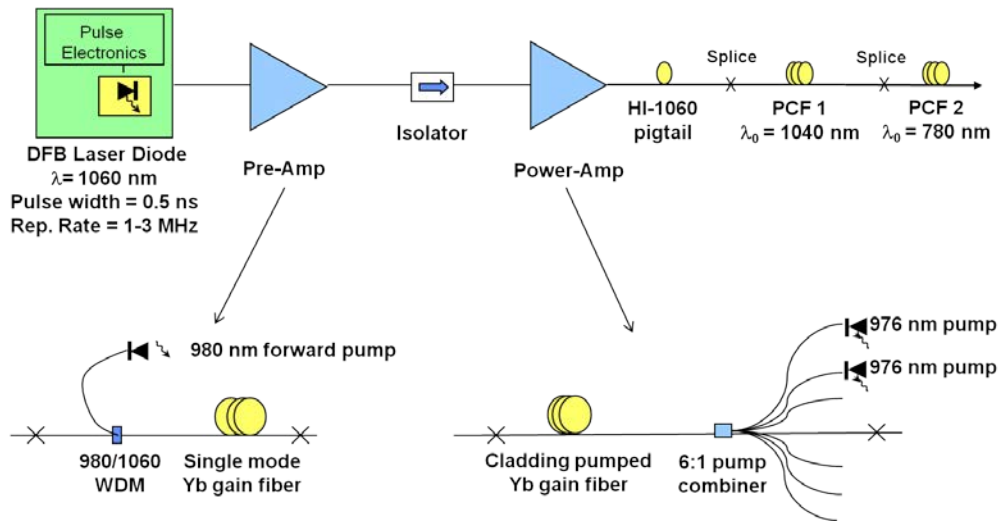 Pulse
Electronics
DFB Laser Diode
λ= 1060 nm
Pulse width = 0.5 ns
Rep. Rate = 1-3 MHz
Pre-Amp
Isolator
Power-Amp
HI-1060
pigtail
Splice
PCF 1
λ₀ = 1040 nm
Splice
PCF 2
λ₀ = 780 nm
980 nm forward pump
980/1060
WDM
Single mode
Yb gain fiber
976 nm pump
976 nm pump
Cladding pumped
Yb gain fiber
6:1 pump
combiner